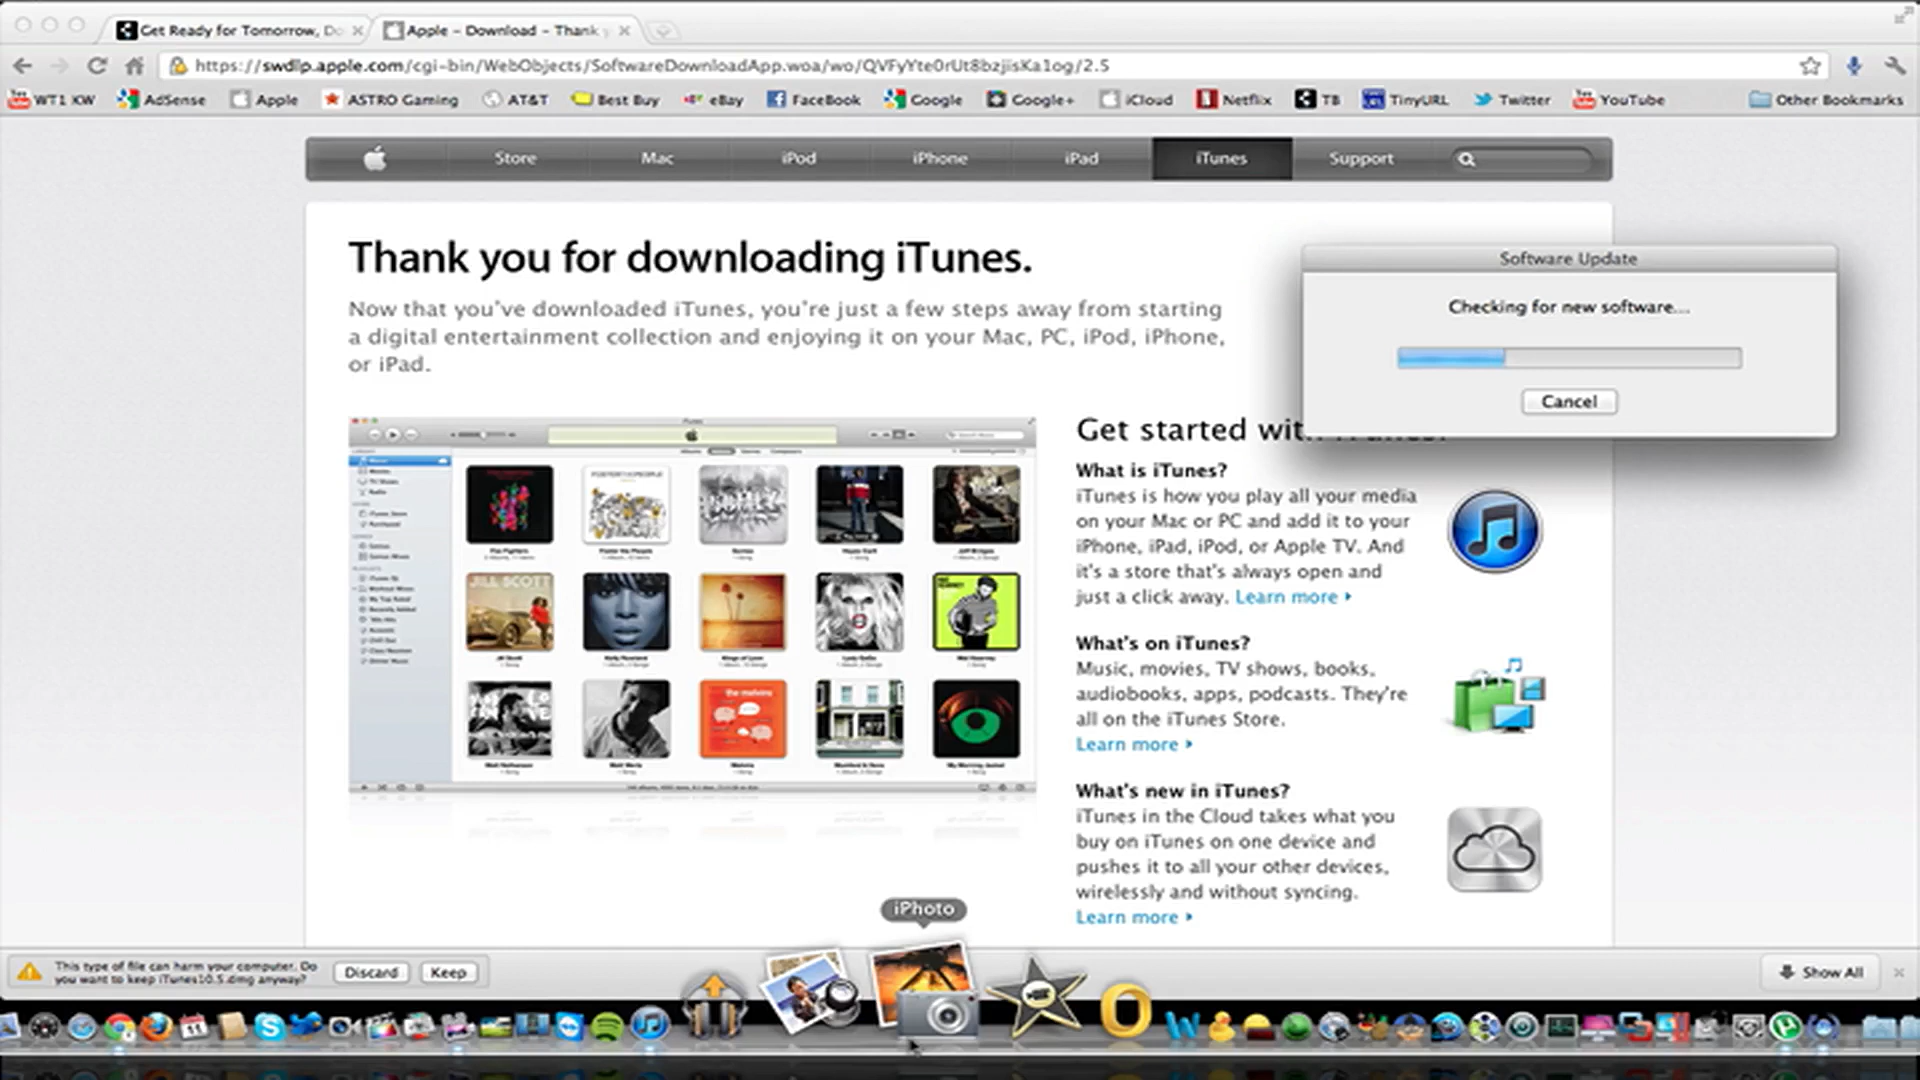 Get Ready for Tomorrow, Do
Apple – Download – Thank y
https://swdlp.apple.com/cgi-bin/WebObjects/SoftwareDownloadApp.woa/wo/QVFyYte0rUt8bzjisKa1og/2.5
WT1 KW AdSense Apple ASTRO Gaming AT&T Best Buy eBay FaceBook Google Google+ iCloud Netflix TB TinyURL Twitter YouTube Other Bookmarks
Store Mac iPod iPhone iPad iTunes Support
Thank you for downloading iTunes.
Now that you've downloaded iTunes, you're just a few steps away from starting
a digital entertainment collection and enjoying it on your Mac, PC, iPod, iPhone,
or iPad.
Software Update
Checking for new software...
Cancel
Get started with iTunes.
What is iTunes?
iTunes is how you play all your media
on your Mac or PC and add it to your
iPhone, iPad, iPod, or Apple TV. And
it's a store that's always open and
just a click away. Learn more
What's on iTunes?
Music, movies, TV shows, books,
audiobooks, apps, podcasts. They're
all on the iTunes Store.
Learn more
What's new in iTunes?
iTunes in the Cloud takes what you
buy on iTunes on one device and
pushes it to all your other devices,
wirelessly and without syncing.
Learn more
JILL SCOTT
the melvins
iPhoto
This type of file can harm your computer. Do
you want to keep iTunes10.5.dmg anyway?
Discard Keep
Show All